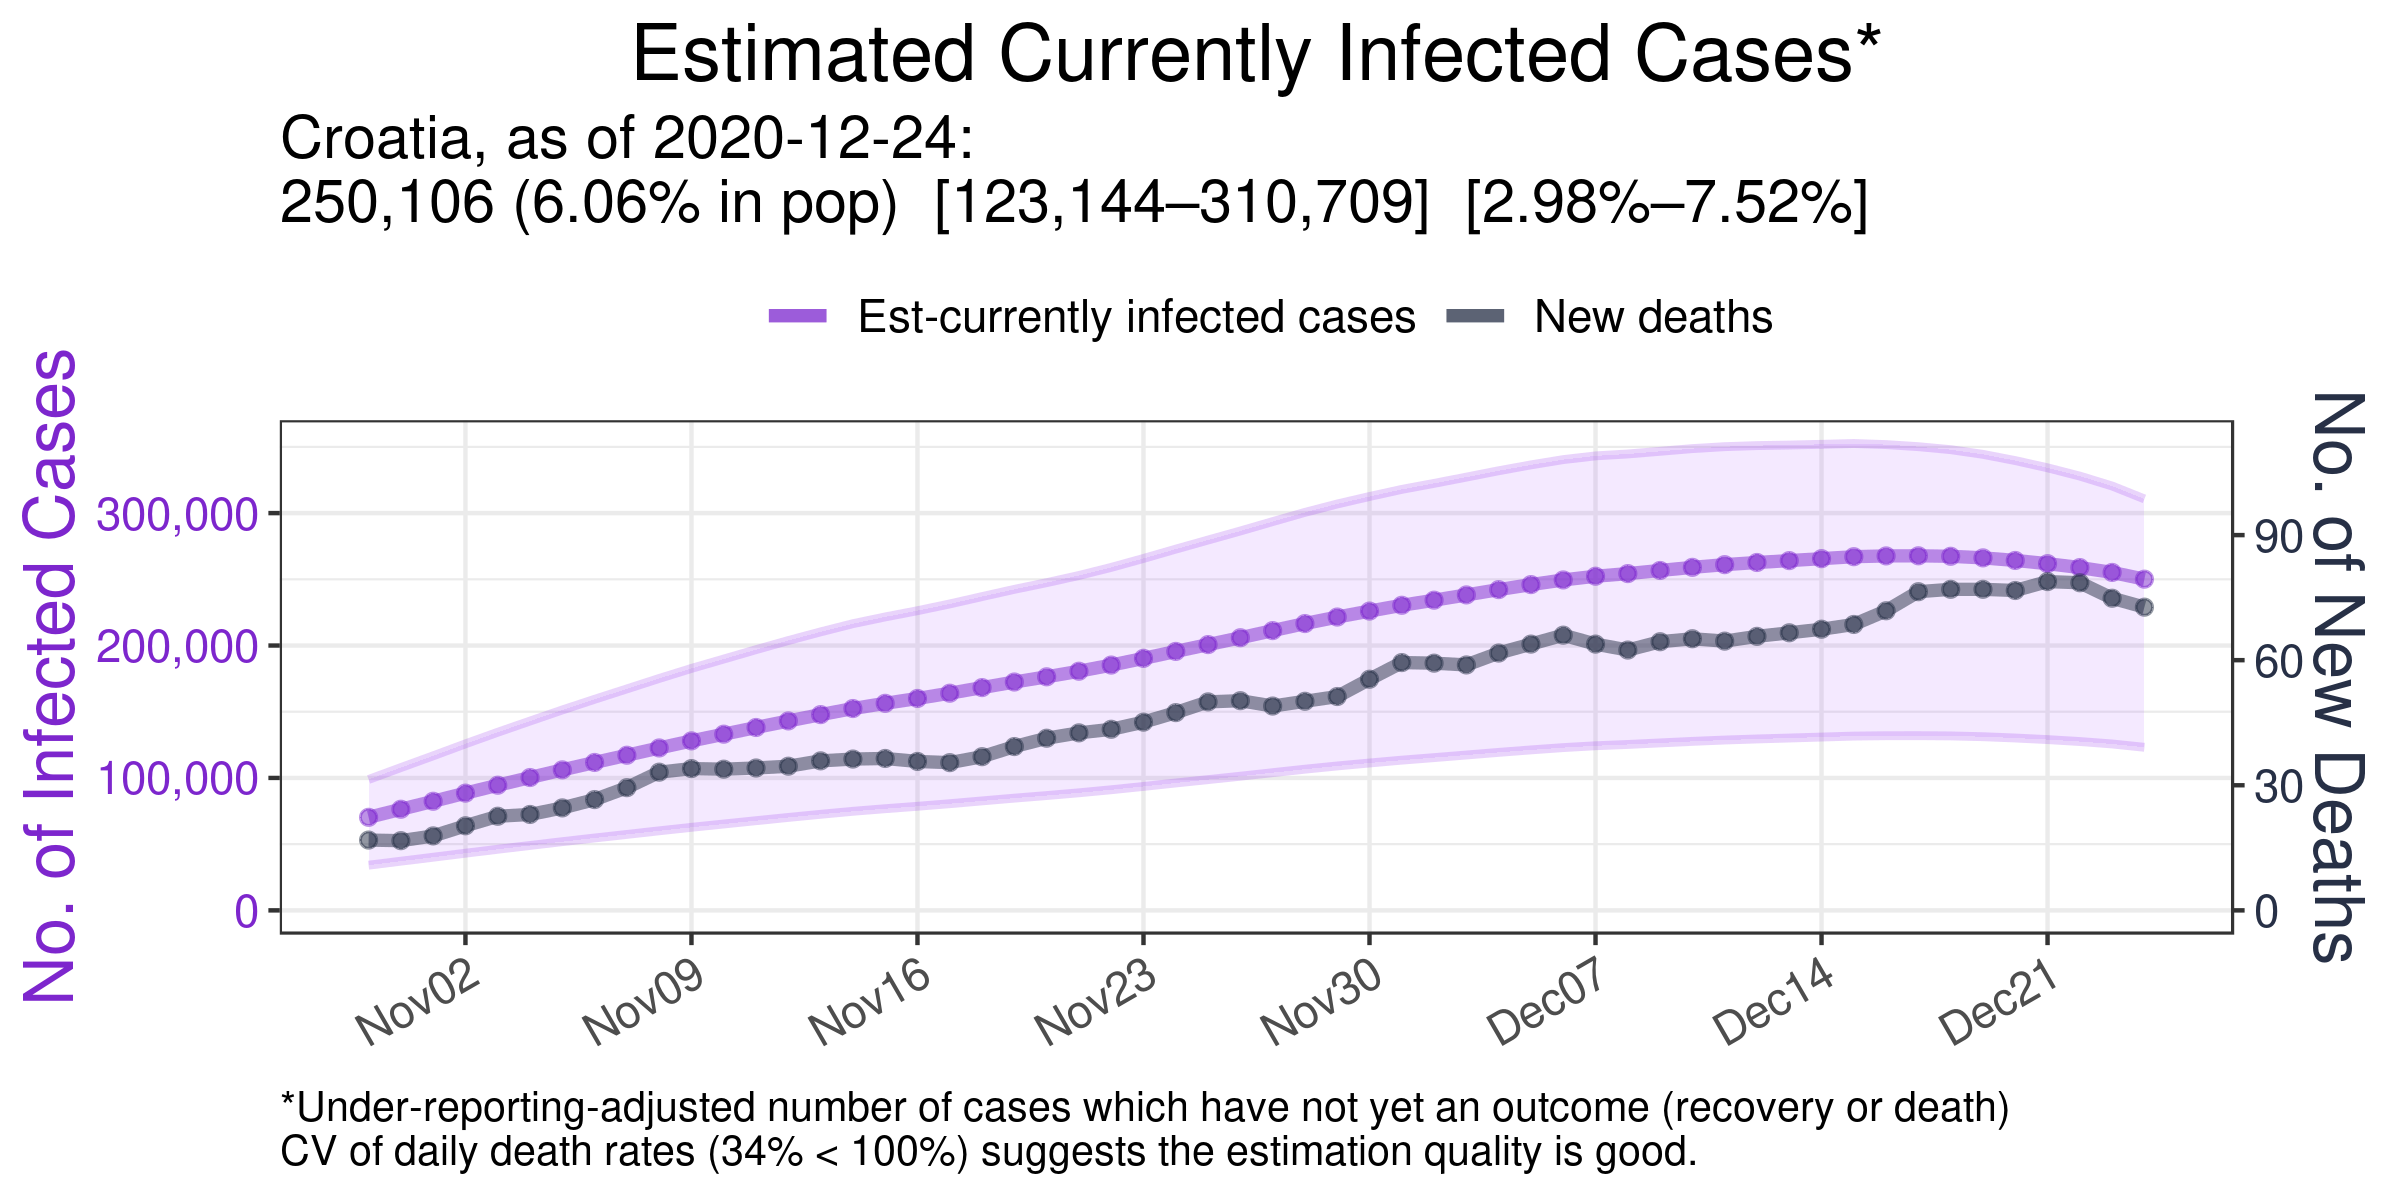 Estimated Currently Infected Cases*
Croatia, as of 2020-12-24:
250,106 (6.06% in pop) [123,144–310,709] [2.98%–7.52%]
Est-currently infected cases
New deaths
No. of Infected Cases
300,000
200,000
100,000
0
No. of New Deaths
90
60
30
0
Nov02
Nov09
Nov16
Nov23
Nov30
Dec07
Dec14
Dec21
*Under-reporting-adjusted number of cases which have not yet an outcome (recovery or death)
CV of daily death rates (34% < 100%) suggests the estimation quality is good.